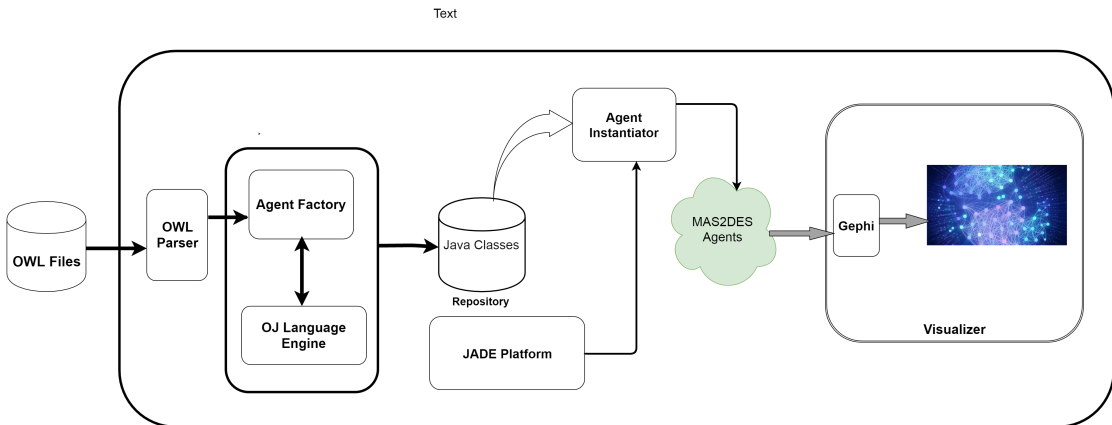 Text
OWL Files
OWL
Parser
Agent Factory
OJ Language
Engine
Java Classes
Repository
JADE Platform
Agent
Instantiator
MAS2DES
Agents
Gephi
Visualizer